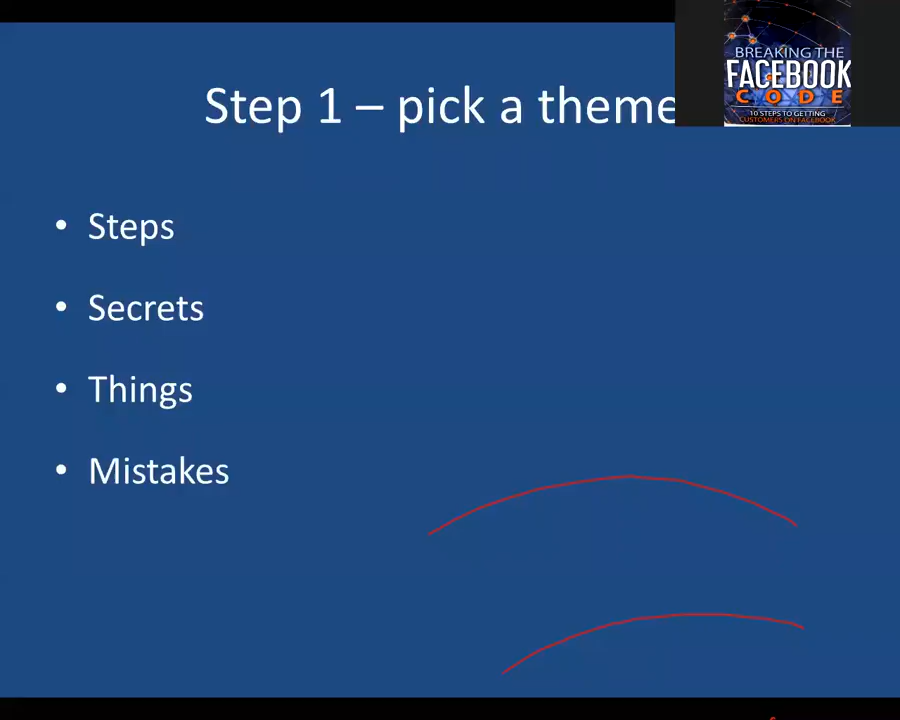 Step 1 – pick a theme
BREAKING THE
FACEBOOK
CODE
10 STEPS TO GETTING
CUSTOMERS ON FACEBOOK
• Steps
• Secrets
• Things
• Mistakes